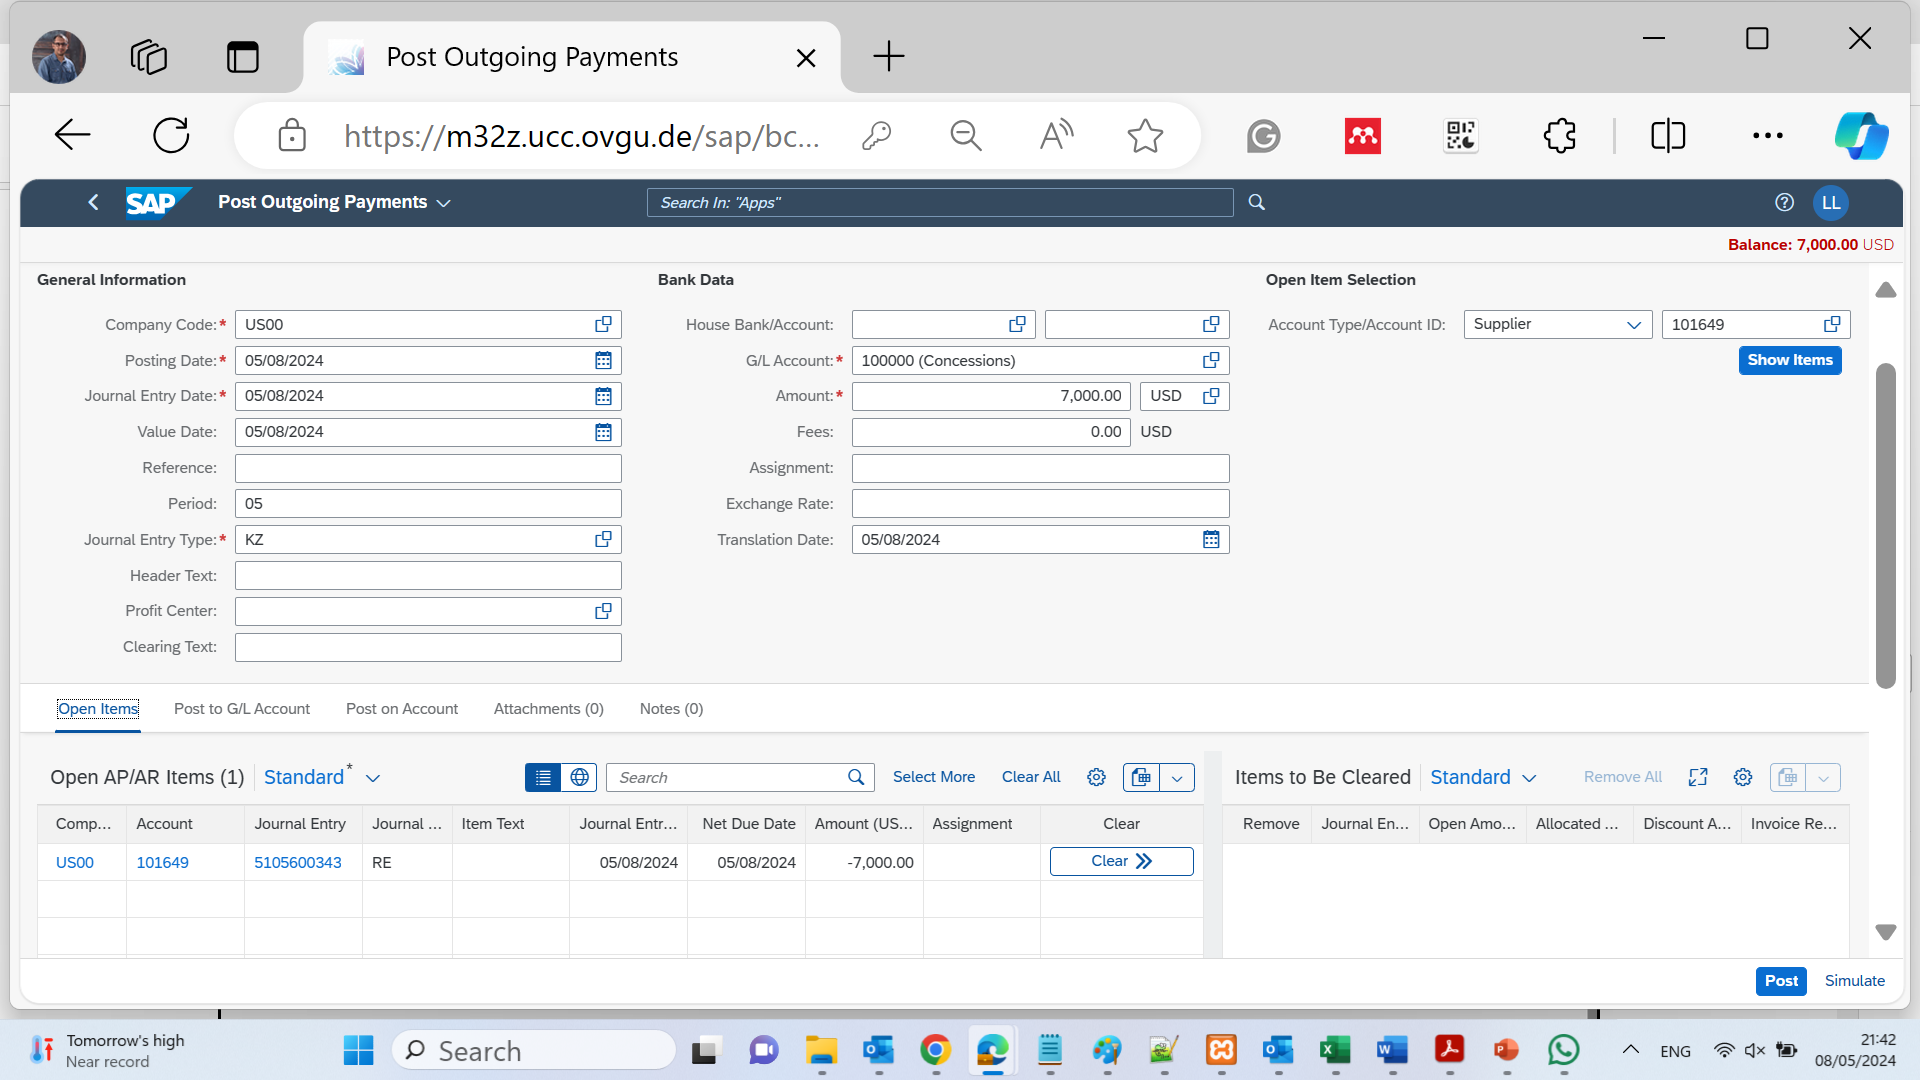 Post Outgoing Payments
https://m32z.ucc.ovgu.de/sap/bc...
SAP
Post Outgoing Payments
Search In: "Apps"
LL
Balance: 7,000.00 USD
General Information
Company Code:* US00
Posting Date:* 05/08/2024
Journal Entry Date:* 05/08/2024
Value Date: 05/08/2024
Reference:
Period: 05
Journal Entry Type:* KZ
Header Text:
Profit Center:
Clearing Text:
Bank Data
House Bank/Account:
G/L Account:* 100000 (Concessions)
Amount:* 7,000.00 USD
Fees: 0.00 USD
Assignment:
Exchange Rate:
Translation Date: 05/08/2024
Open Item Selection
Account Type/Account ID: Supplier 101649
Show Items
Open Items Post to G/L Account Post on Account Attachments (0) Notes (0)
Open AP/AR Items (1) Standard * Search Select More Clear All
Comp... Account Journal Entry Journal ... Item Text Journal Entr... Net Due Date Amount (US... Assignment Clear
US00 101649 5105600343 RE 05/08/2024 05/08/2024 -7,000.00 Clear
Items to Be Cleared Standard Remove All
Remove Journal En... Open Amo... Allocated ... Discount A... Invoice Re...
Post Simulate
Tomorrow's high
Near record
Search
ENG
21:42
08/05/2024